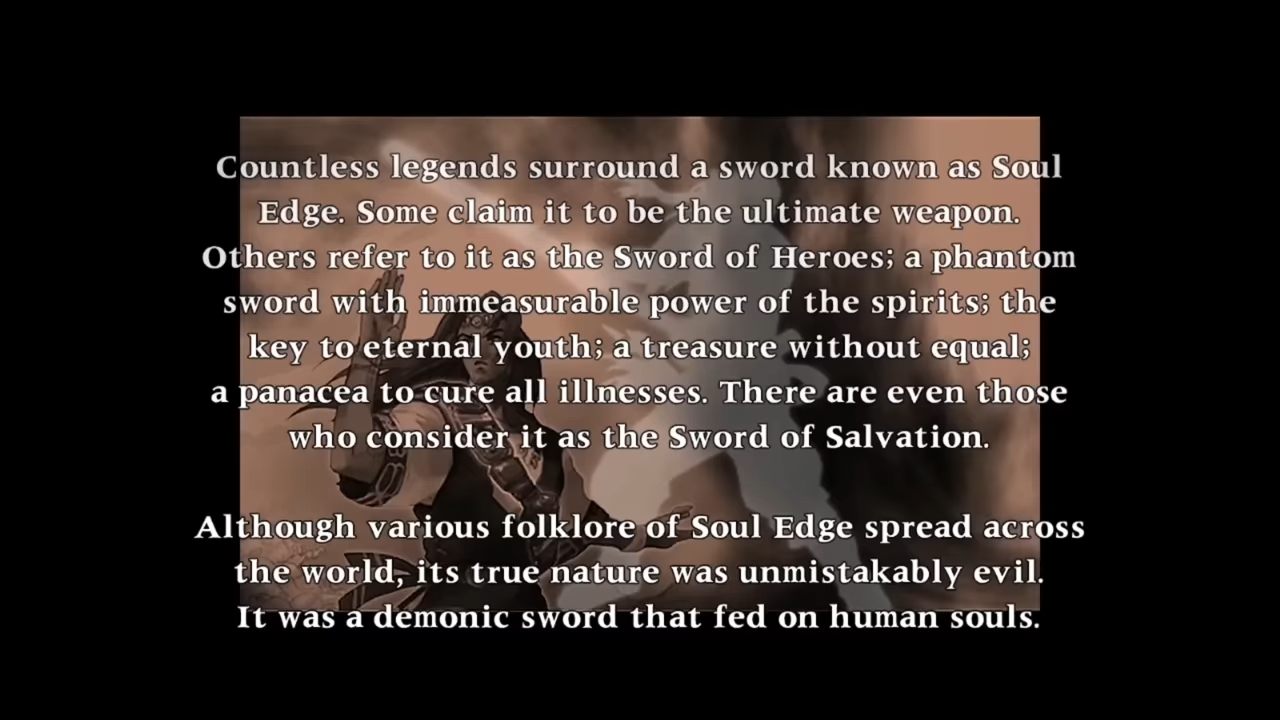 Countless legends surround a sword known as Soul
Edge. Some claim it to be the ultimate weapon.
Others refer to it as the Sword of Heroes; a phantom
sword with immeasurable power of the spirits; the
key to eternal youth; a treasure without equal;
a panacea to cure all illnesses. There are even those
who consider it as the Sword of Salvation.
Although various folklore of Soul Edge spread across
the world, its true nature was unmistakably evil.
It was a demonic sword that fed on human souls.